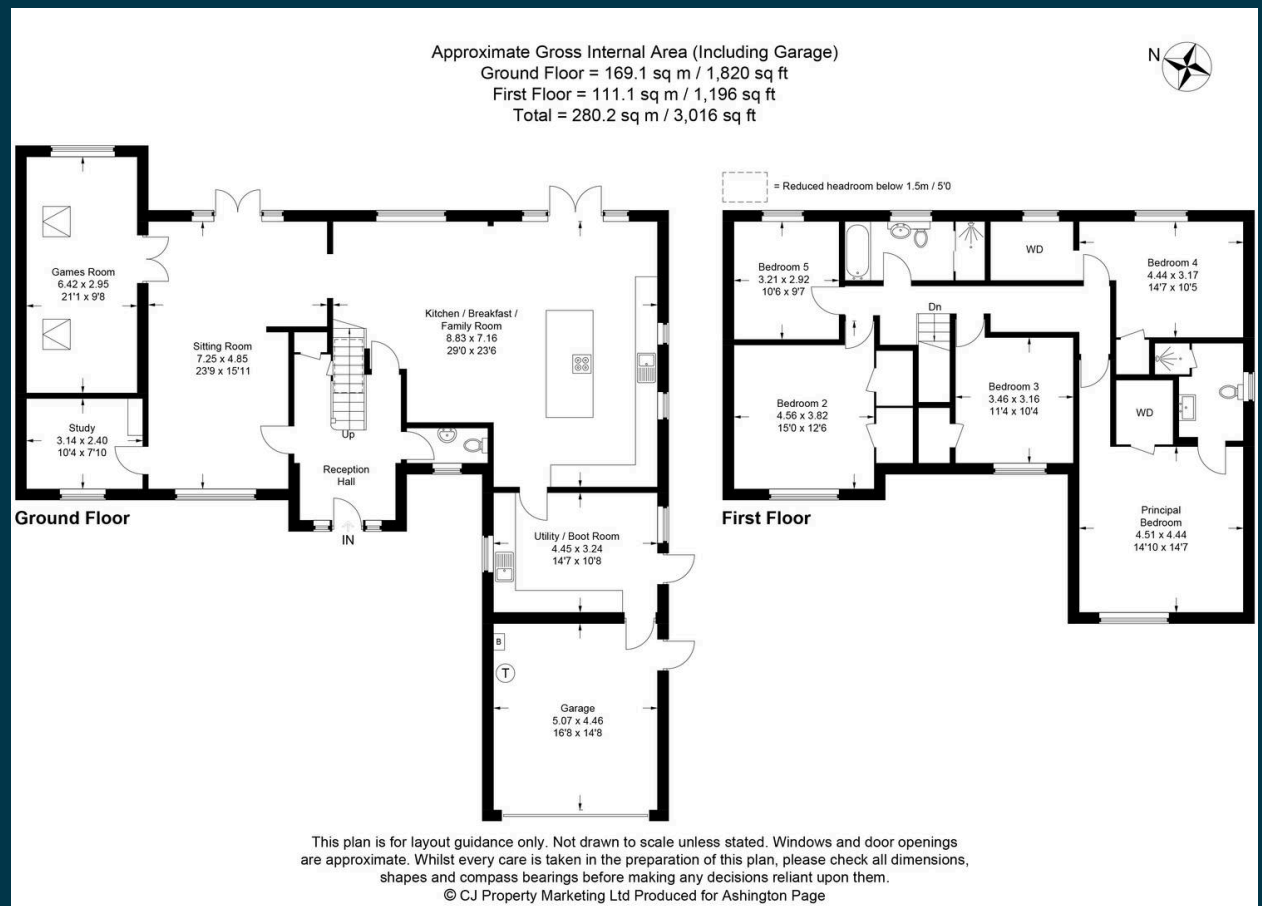 Approximate Gross Internal Area (Including Garage)
Ground Floor = 169.1 sq m / 1,820 sq ft
First Floor = 111.1 sq m / 1,196 sq ft
Total = 280.2 sq m / 3,016 sq ft
N
= Reduced headroom below 1.5m / 5'0
Games Room
6.42 x 2.95
21'1 x 9'8
Sitting Room
7.25 x 4.85
23'9 x 15'11
Kitchen / Breakfast /
Family Room
8.83 x 7.16
29'0 x 23'6
Study
3.14 x 2.40
10'4 x 7'10
Up
Reception
Hall
IN
Utility / Boot Room
4.45 x 3.24
14'7 x 10'8
B
T
Garage
5.07 x 4.46
16'8 x 14'8
Ground Floor
Bedroom 5
3.21 x 2.92
10'6 x 9'7
WD
Bedroom 4
4.44 x 3.17
14'7 x 10'5
Dn
Bedroom 2
4.56 x 3.82
15'0 x 12'6
Bedroom 3
3.46 x 3.16
11'4 x 10'4
WD
Principal
Bedroom
4.51 x 4.44
14'10 x 14'7
First Floor
This plan is for layout guidance only. Not drawn to scale unless stated. Windows and door openings
are approximate. Whilst every care is taken in the preparation of this plan, please check all dimensions,
shapes and compass bearings before making any decisions reliant upon them.
© CJ Property Marketing Ltd Produced for Ashington Page